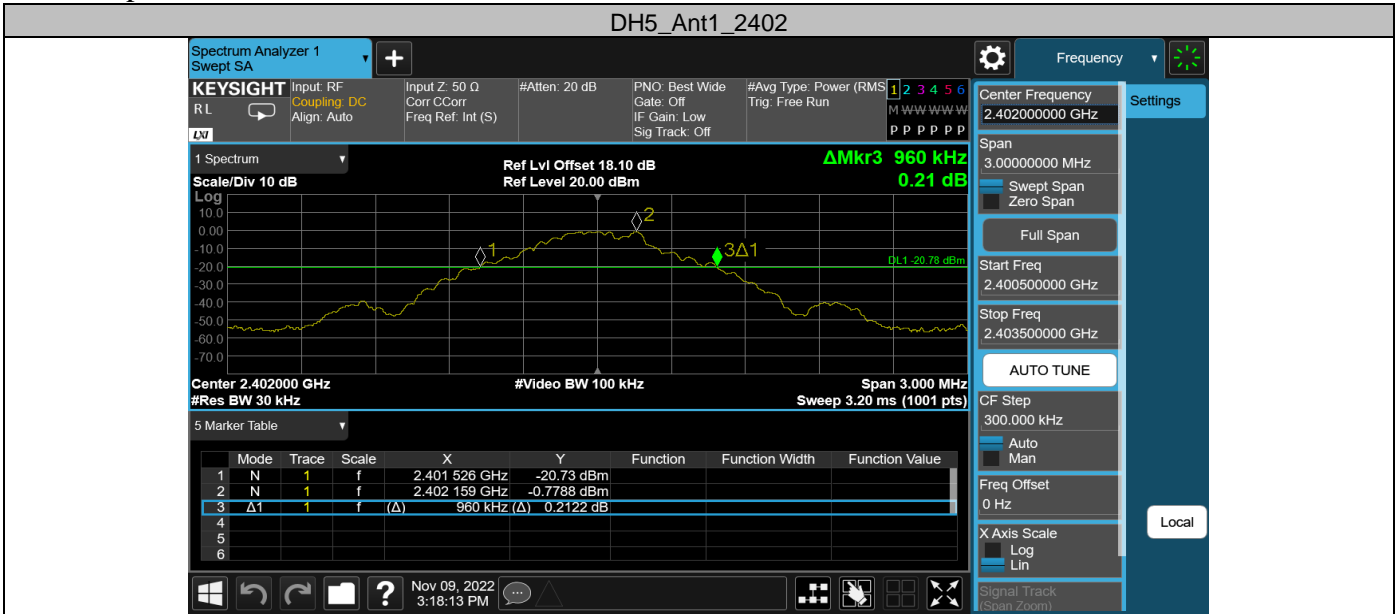 DH5_Ant1_2402
Spectrum Analyzer 1
Swept SA
Frequency
KEYSIGHT
R L
LXI
Input: RF
Coupling: DC
Align: Auto
Input Z: 50 Ω
Corr CCorr
Freq Ref: Int (S)
#Atten: 20 dB
PNO: Best Wide
Gate: Off
IF Gain: Low
Sig Track: Off
#Avg Type: Power (RMS
Trig: Free Run
1 2 3 4 5 6
M W W W W W
P P P P P P
1 Spectrum
Scale/Div 10 dB
Ref Lvl Offset 18.10 dB
Ref Level 20.00 dBm
ΔMkr3 960 kHz
0.21 dB
Log
10.0
0.00
-10.0
-20.0
-30.0
-40.0
-50.0
-60.0
-70.0
1
2
3Δ1
DL1 -20.78 dBm
Center 2.402000 GHz
#Video BW 100 kHz
Span 3.000 MHz
#Res BW 30 kHz
Sweep 3.20 ms (1001 pts)
5 Marker Table
Mode Trace Scale X Y Function Function Width Function Value
1 N 1 f 2.401 526 GHz -20.73 dBm
2 N 1 f 2.402 159 GHz -0.7788 dBm
3 Δ1 1 f (Δ) 960 kHz (Δ) 0.2122 dB
4
5
6
Nov 09, 2022
3:18:13 PM
?
Center Frequency
2.402000000 GHz
Settings
Span
3.00000000 MHz
Swept Span
Zero Span
Full Span
Start Freq
2.400500000 GHz
Stop Freq
2.403500000 GHz
AUTO TUNE
CF Step
300.000 kHz
Auto
Man
Freq Offset
0 Hz
X Axis Scale
Log
Lin
Signal Track
(Span Zoom)
Local